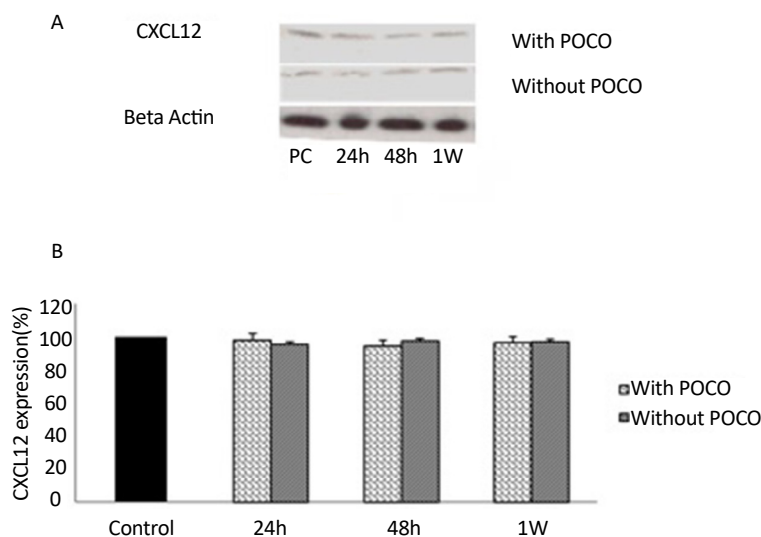 A
CXCL12
With POCO
Without POCO
Beta Actin
PC 24h 48h 1W
B
CXCL12 expression(%)
120
100
80
60
40
20
0
Control 24h 48h 1W
With POCO
Without POCO